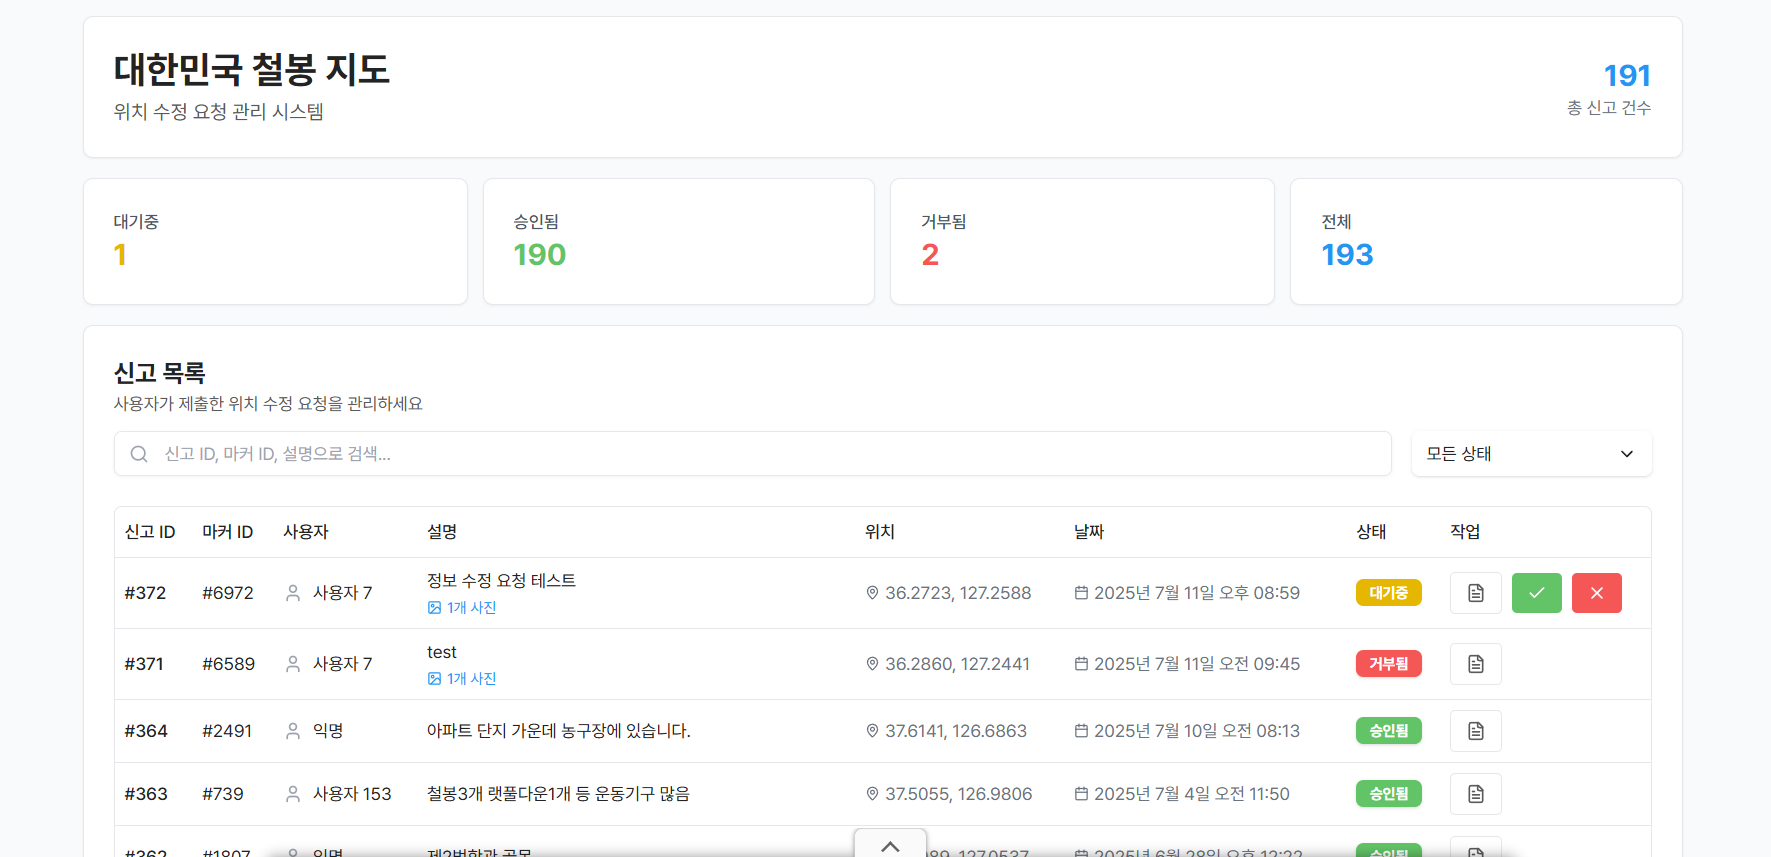 대한민국 철봉 지도
위치 수정 요청 관리 시스템
191
총 신고 건수
대기중
1
승인됨
190
거부됨
2
전체
193
신고 목록
사용자가 제출한 위치 수정 요청을 관리하세요
신고 ID, 마커 ID, 설명으로 검색...
모든 상태
신고 ID 마커 ID 사용자 설명 위치 날짜 상태 작업
#372 #6972 사용자 7 정보 수정 요청 테스트 36.2723, 127.2588 2025년 7월 11일 오후 08:59 대기중
1개 사진
#371 #6589 사용자 7 test 36.2860, 127.2441 2025년 7월 11일 오전 09:45 거부됨
1개 사진
#364 #2491 익명 아파트 단지 가운데 농구장에 있습니다. 37.6141, 126.6863 2025년 7월 10일 오전 08:13 승인됨
#363 #739 사용자 153 철봉3개 랫풀다운1개 등 운동기구 많음 37.5055, 126.9806 2025년 7월 4일 오전 11:50 승인됨
#362 #1807 익명 127.0537 2025년 6월 28일 오후 12:22 승인됨